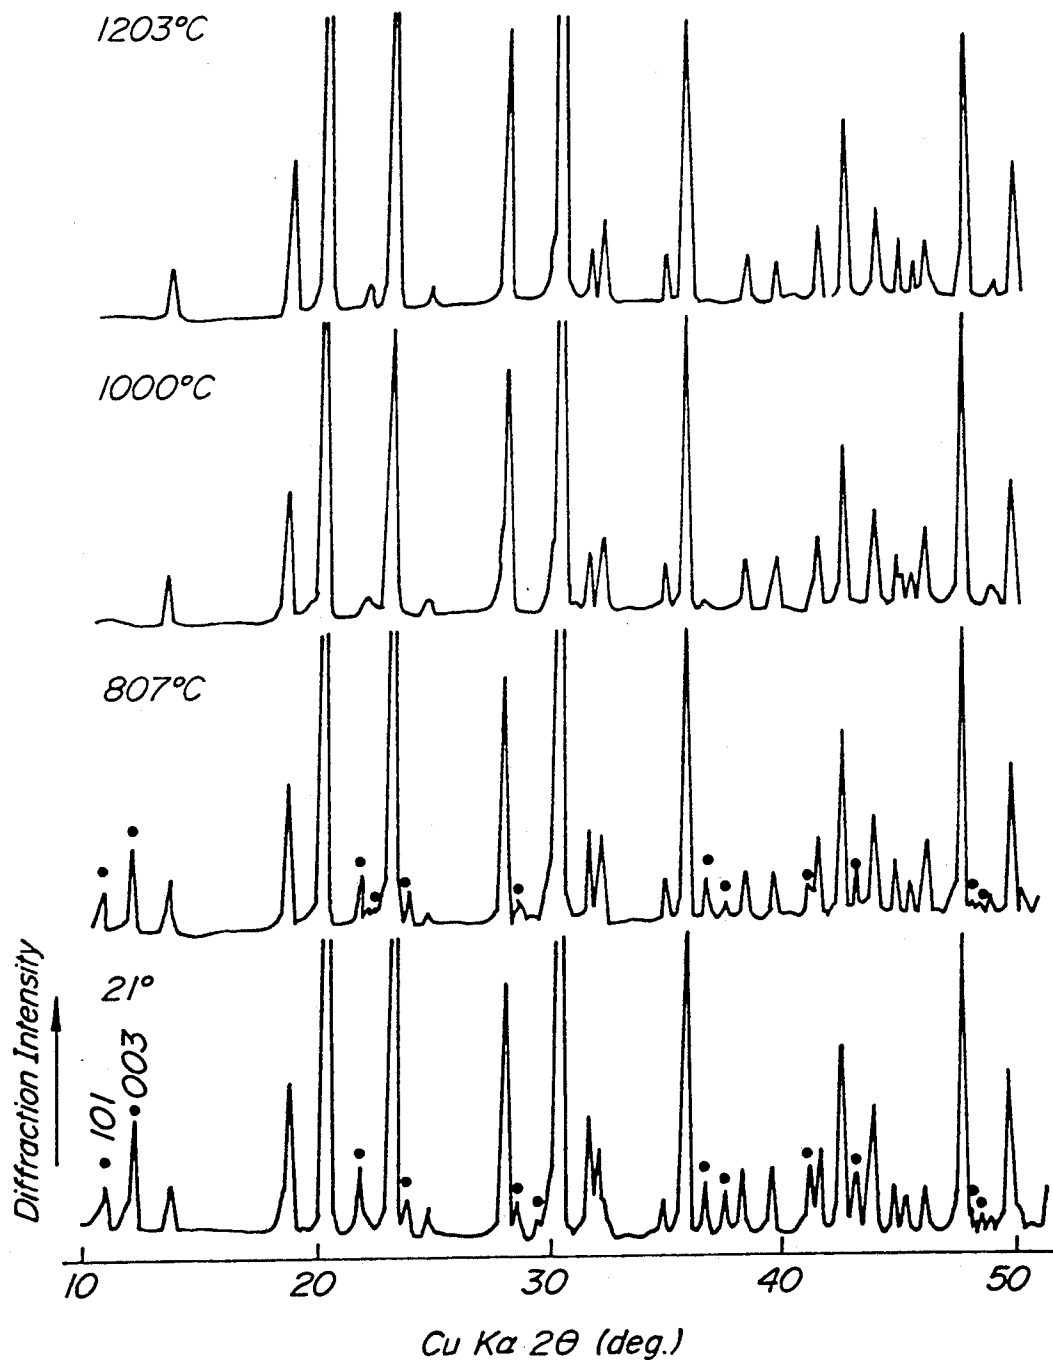 1203°C
1000°C
807°C
21°
101
003
Diffraction Intensity
10 20 30 40 50
Cu Kα 2θ (deg.)